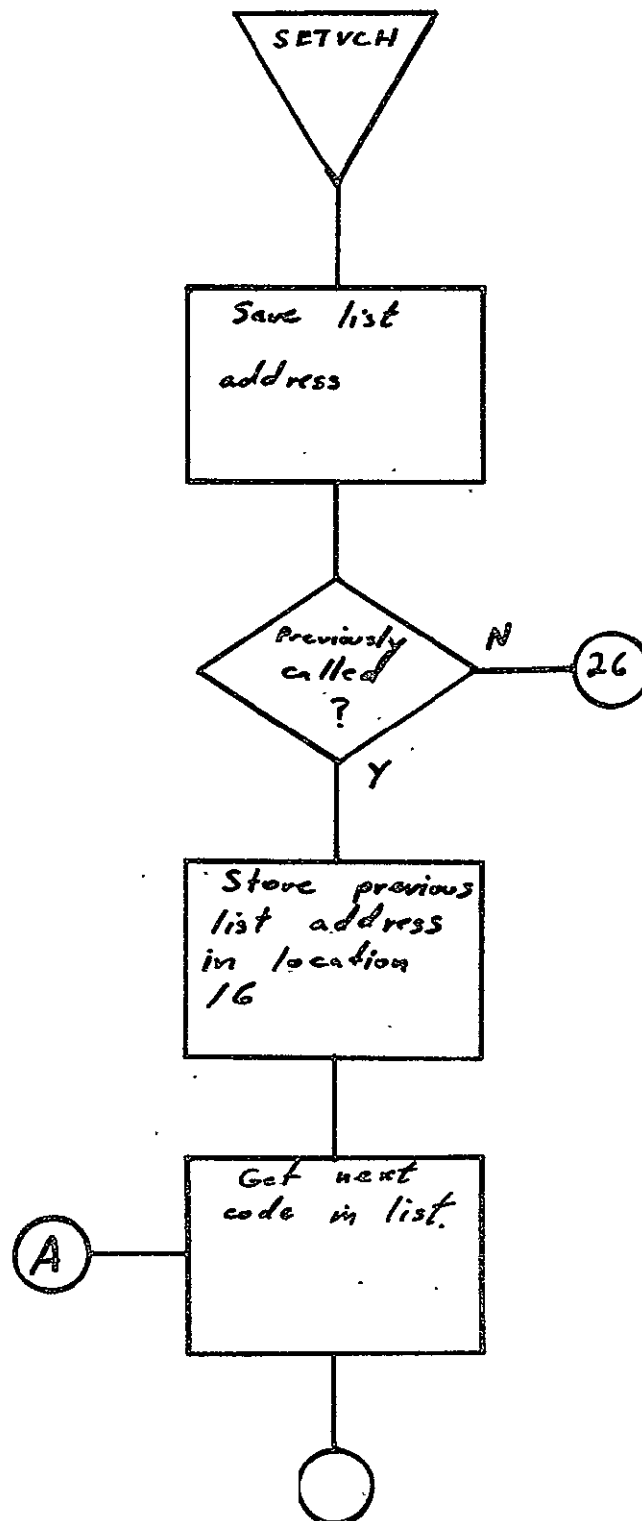 SETVCH
Save list
address
Previously
called
?
N
26
Y
Store previous
list address
in location
16
Get next
code in list.
A